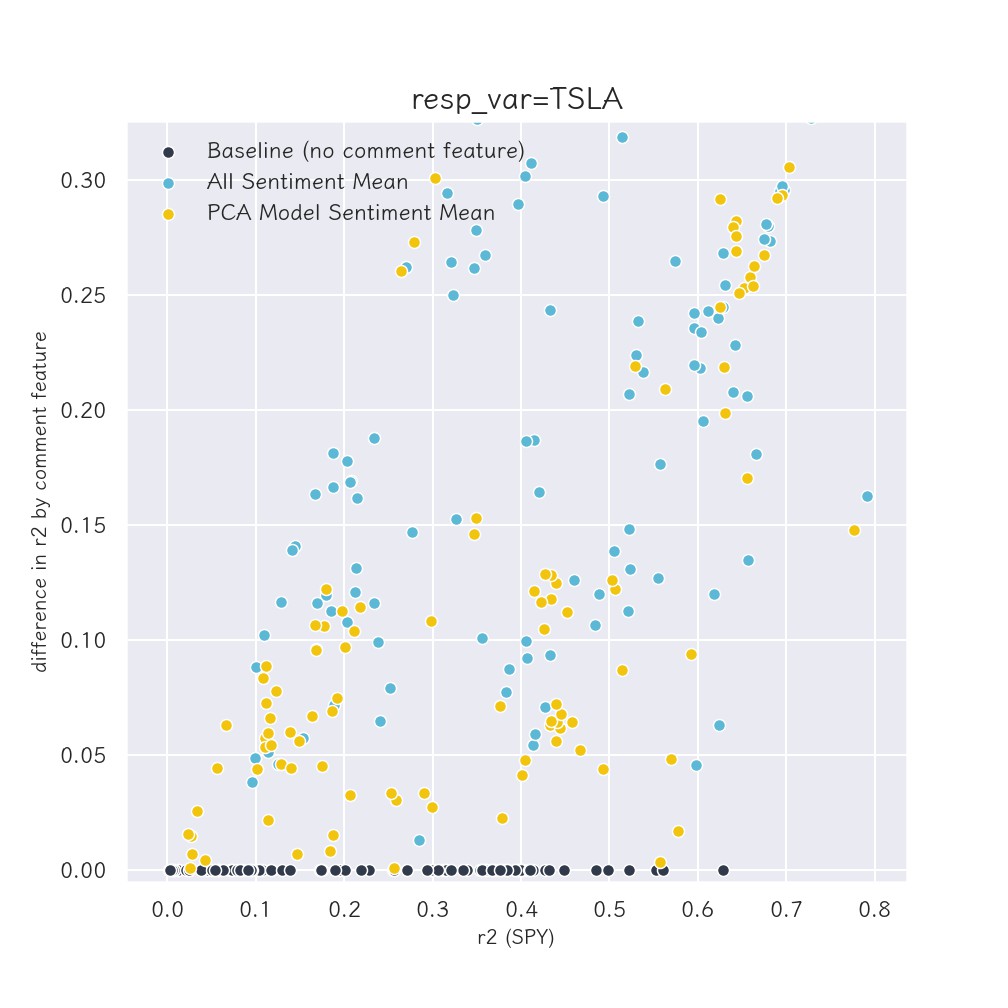 resp_var=TSLA
Baseline (no comment feature)
All Sentiment Mean
PCA Model Sentiment Mean
difference in r2 by comment feature
0.30
0.25
0.20
0.15
0.10
0.05
0.00
0.0 0.1 0.2 0.3 0.4 0.5 0.6 0.7 0.8
r2 (SPY)